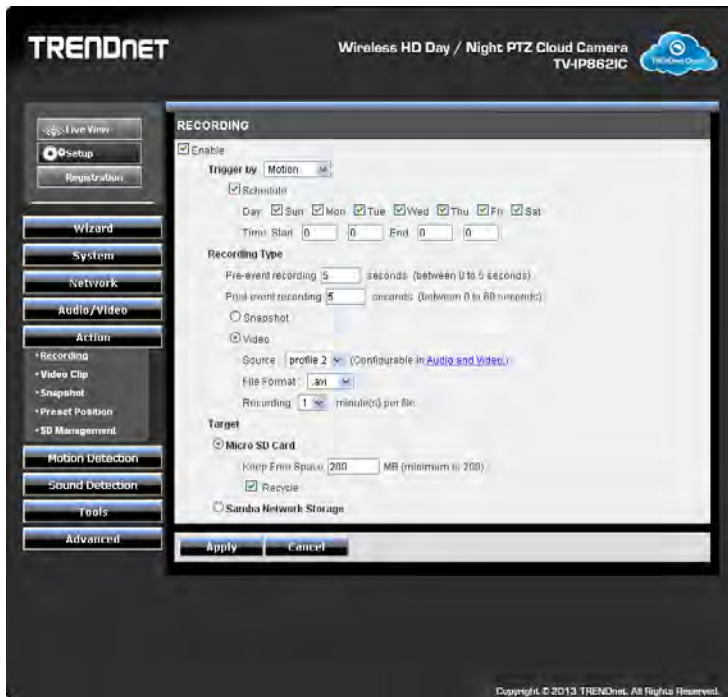 TRENDnet
Wireless HD Day / Night PTZ Cloud Camera
TV-IP862IC
TRENDnet Cloud
Live View
Setup
Registration
Wizard
System
Network
Audio/Video
Action
•Recording
•Video Clip
•Snapshot
•Preset Position
•SD Management
Motion Detection
Sound Detection
Tools
Advanced
RECORDING
Enable
Trigger by Motion
Schedule
Day Sun Mon Tue Wed Thu Fri Sat
Time: Start 0 0 End 0 0
Recording Type
Pre-event recording 5 seconds (between 0 to 5 seconds)
Post event recording 5 seconds (between 0 to 60 seconds)
Snapshot
Video
Source profile 2 (Configurable in Audio and Video.)
File Format: .avi
Recording 1 minute(s) per file
Target
Micro SD Card
Keep Free Space 200 MB (minimum is 200)
Recycle
Samba Network Storage
Apply Cancel
Copyright © 2013 TRENDnet. All Rights Reserved.